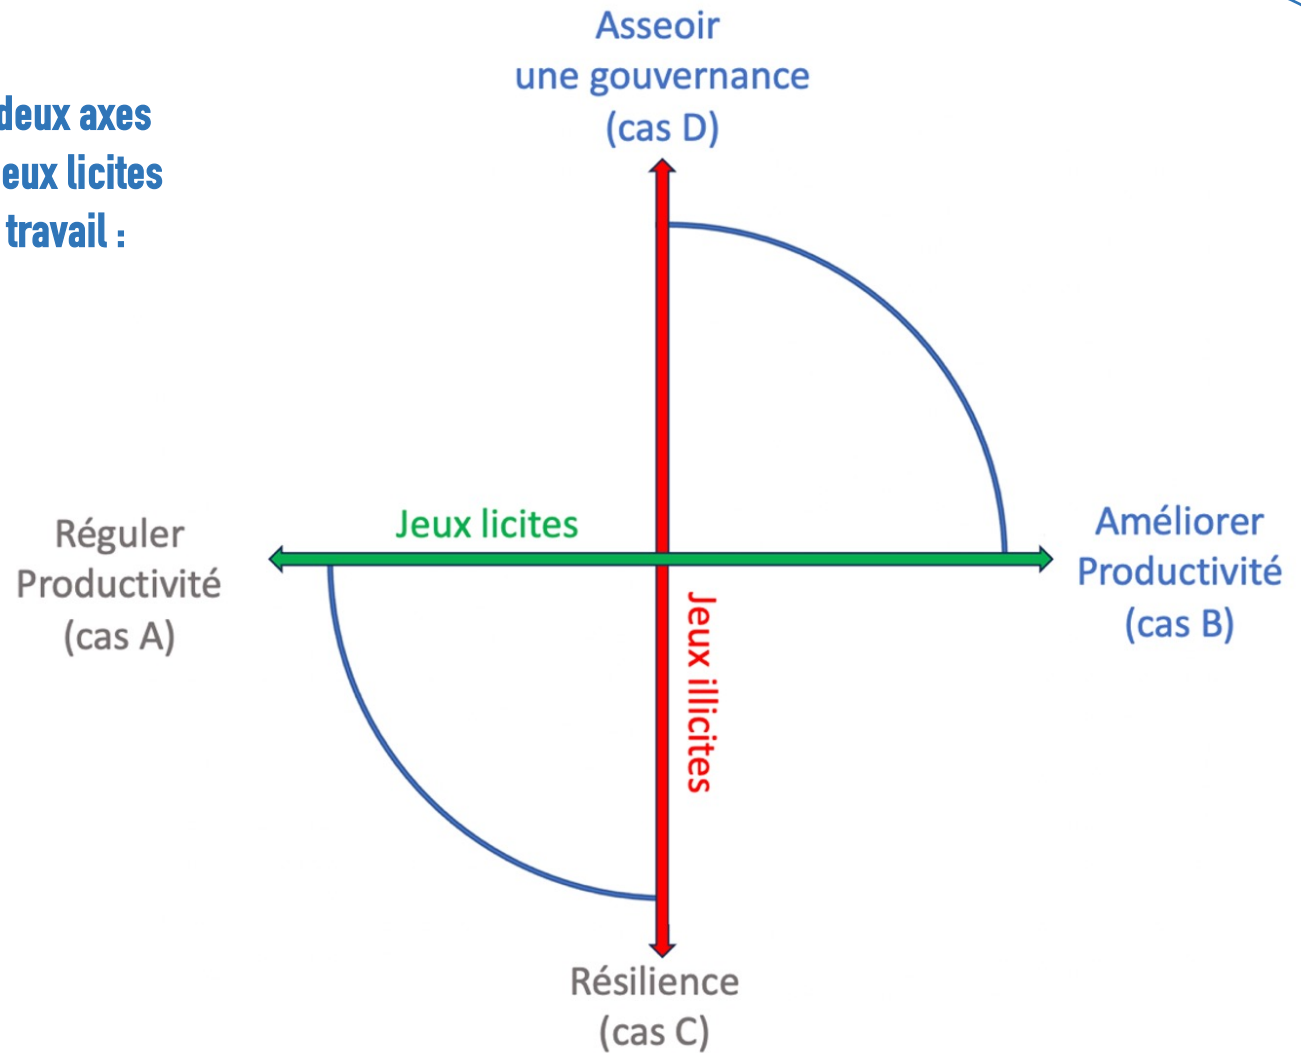 Asseoir
une gouvernance
(cas D)
deux axes
eux licites
travail :
Jeux licites
Réguler
Productivité
(cas A)
Améliorer
Productivité
(cas B)
Jeux illicites
Résilience
(cas C)